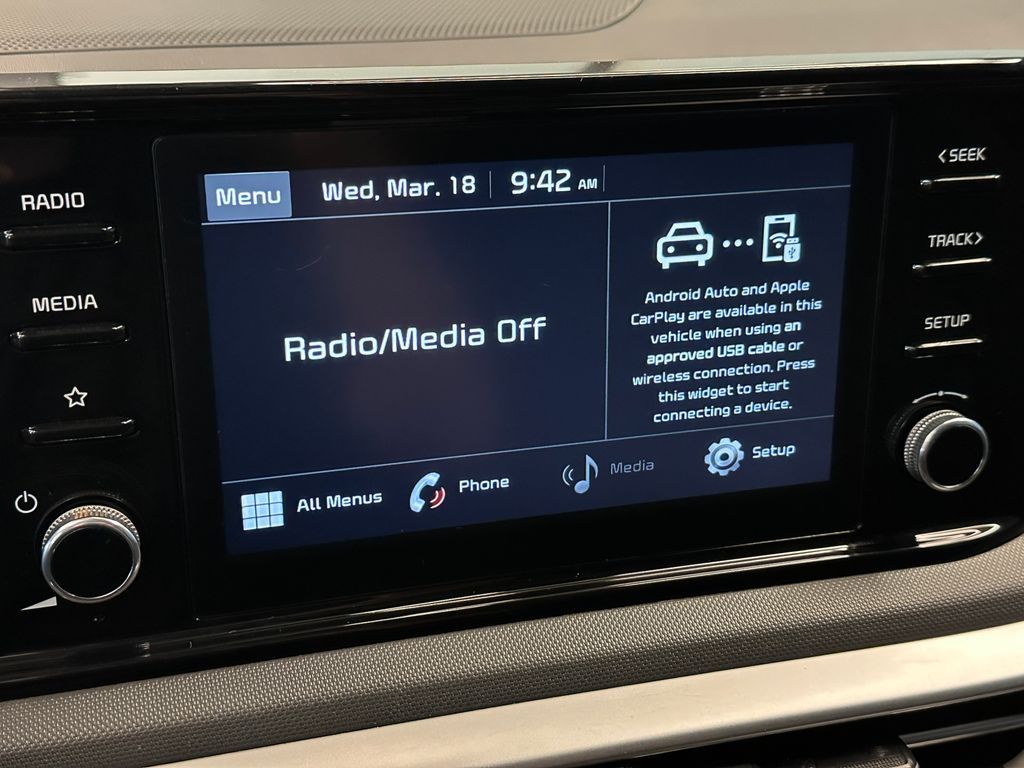 RADIO
MEDIA
Menu
Wed, Mar. 18
9:42 AM
Radio/Media Off
Android Auto and Apple
CarPlay are available in this
vehicle when using an
approved USB cable or
wireless connection. Press
this widget to start
connecting a device.
All Menus
Phone
Media
Setup
< SEEK
TRACK >
SETUP